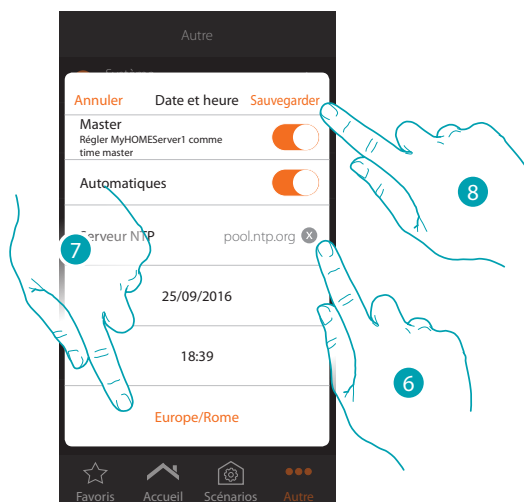 Autre
Système
Annuler Date et heure Sauvegarder
Master
Régler MyHOMEServer1 comme
time master
Automatiques
8
Serveur NTP pool.ntp.org X
7
25/09/2016
18:39
6
Europe/Rome
Favoris Accueil Scénarios Autre